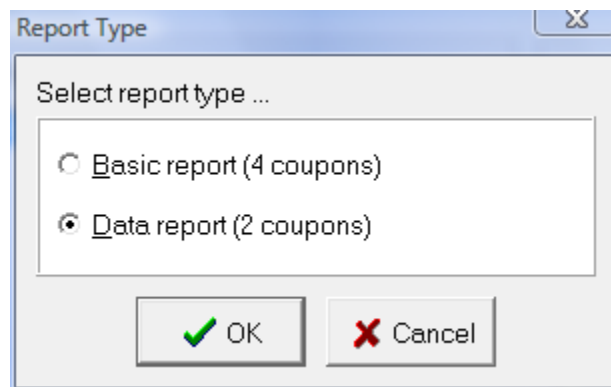 Report Type
Select report type ...
Basic report (4 coupons)
Data report (2 coupons)
OK
Cancel